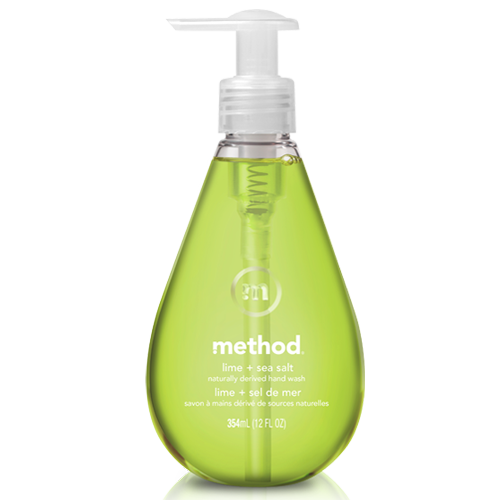 m
method
lime + sea salt
naturally derived hand wash
lime + sel de mer
savon à mains dérivé de sources naturelles
354mL (12 FL OZ)